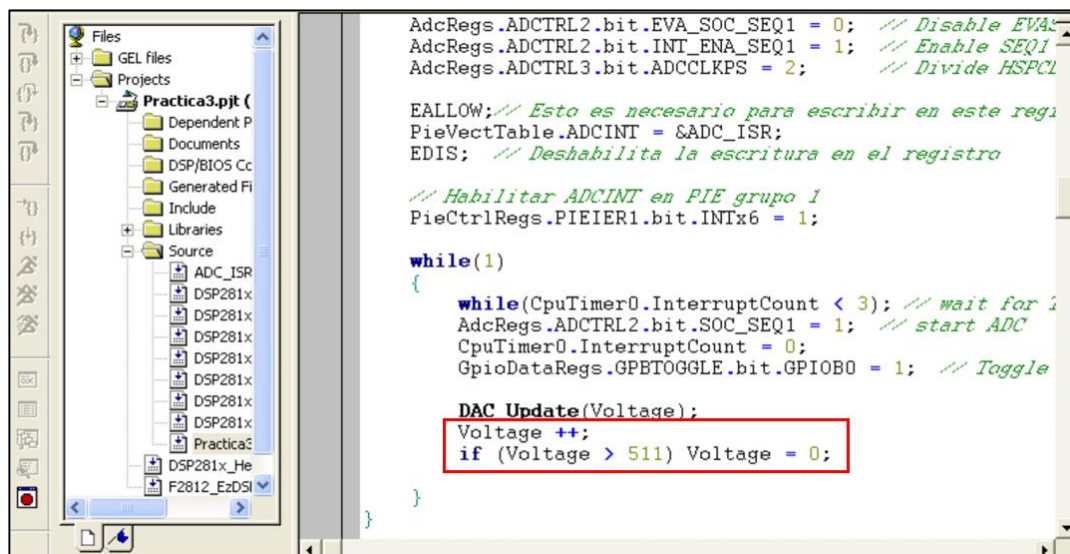 Files
GEL files
Projects
Practica3.pjt (
Dependent P
Documents
DSP/BIOS Co
Generated Fi
Include
Libraries
Source
ADC_ISR
DSP281x
DSP281x
DSP281x
DSP281x
DSP281x
DSP281x
DSP281x
Practica3
DSP281x_He
F2812_EzDSI
AdcRegs.ADCTRL2.bit.EVA_SOC_SEQ1 = 0; // Disable EVAS
AdcRegs.ADCTRL2.bit.INT_ENA_SEQ1 = 1; // Enable SEQ1
AdcRegs.ADCTRL3.bit.ADCCLKPS = 2; // Divide HSPCL
EALLOW;// Esto es necesario para escribir en este regi
PieVectTable.ADCINT = &ADC_ISR;
EDIS; // Deshabilita la escritura en el registro
// Habilitar ADCINT en PIE grupo 1
PieCtrlRegs.PIEIER1.bit.INTx6 = 1;
while(1)
{
while(CpuTimer0.InterruptCount < 3); // wait for
AdcRegs.ADCTRL2.bit.SOC_SEQ1 = 1; // start ADC
CpuTimer0.InterruptCount = 0;
GpioDataRegs.GPBTOGGLE.bit.GPIOB0 = 1; // Toggle
DAC_Update(Voltage);
Voltage ++;
if (Voltage > 511) Voltage = 0;
}
}